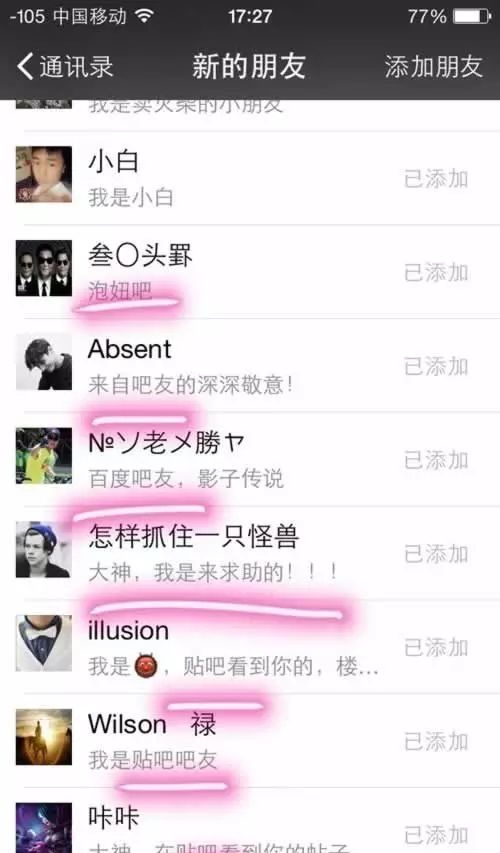 -105 中国移动 17:27 77%
通讯录 新的朋友 添加朋友
我是卖火柴的小朋友
小白
我是小白 已添加
叁〇头罬
泡妞吧 已添加
Absent
来自吧友的深深敬意！ 已添加
№ソ老メ勝ヤ
百度吧友，影子传说 已添加
怎样抓住一只怪兽
大神，我是来求助的！！！ 已添加
illusion
我是👹，贴吧看到你的，楼... 已添加
Wilson 禄
我是贴吧吧友 已添加
咔咔
大神，在贴吧看到你的帖子 已添加